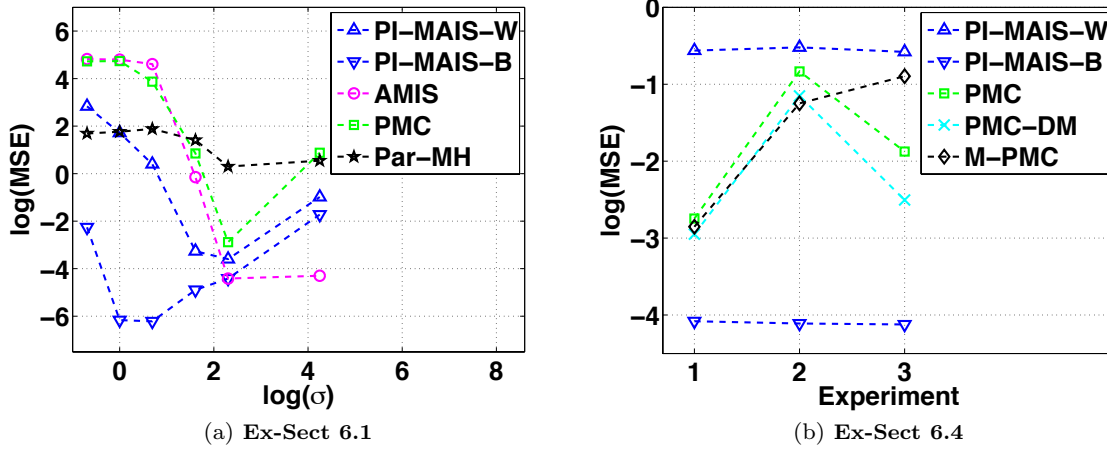 6
4
2
0
−2
−4
−6
log(MSE)
0
2
4
6
8
log(σ)
PI−MAIS−W
PI−MAIS−B
AMIS
PMC
Par−MH
(a) Ex-Sect 6.1
0
−1
−2
−3
−4
log(MSE)
1
2
3
Experiment
PI−MAIS−W
PI−MAIS−B
PMC
PMC−DM
M−PMC
(b) Ex-Sect 6.4